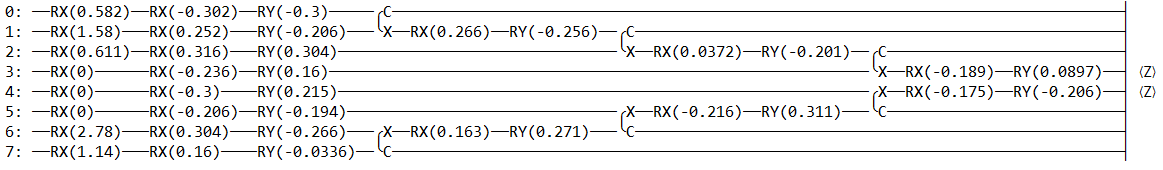 0: ──RX(0.582)──RX(-0.302)──RY(-0.3)────╭C──────────────────────────────────────────────────────────────────────────┤
1: ──RX(1.58)───RX(0.252)───RY(-0.206)──╰X──RX(0.266)──RY(-0.256)──╭C───────────────────────────────────────────────┤
2: ──RX(0.611)──RX(0.316)───RY(0.304)──────────────────────────────╰X──RX(0.0372)──RY(-0.201)──╭C───────────────────┤
3: ──RX(0)──────RX(-0.236)──RY(0.16)───────────────────────────────────────────────────────────╰X──RX(-0.189)──RY(0.0897)──┤ ⟨Z⟩
4: ──RX(0)──────RX(-0.3)────RY(0.215)──────────────────────────────────────────────────────────╭X──RX(-0.175)──RY(-0.206)──┤ ⟨Z⟩
5: ──RX(0)──────RX(-0.206)──RY(-0.194)─────────────────────────────╭X──RX(-0.216)──RY(0.311)───╰C───────────────────┤
6: ──RX(2.78)───RX(0.304)───RY(-0.266)──╭X──RX(0.163)──RY(0.271)───╰C───────────────────────────────────────────────┤
7: ──RX(1.14)───RX(0.16)────RY(-0.0336)─╰C──────────────────────────────────────────────────────────────────────────┤